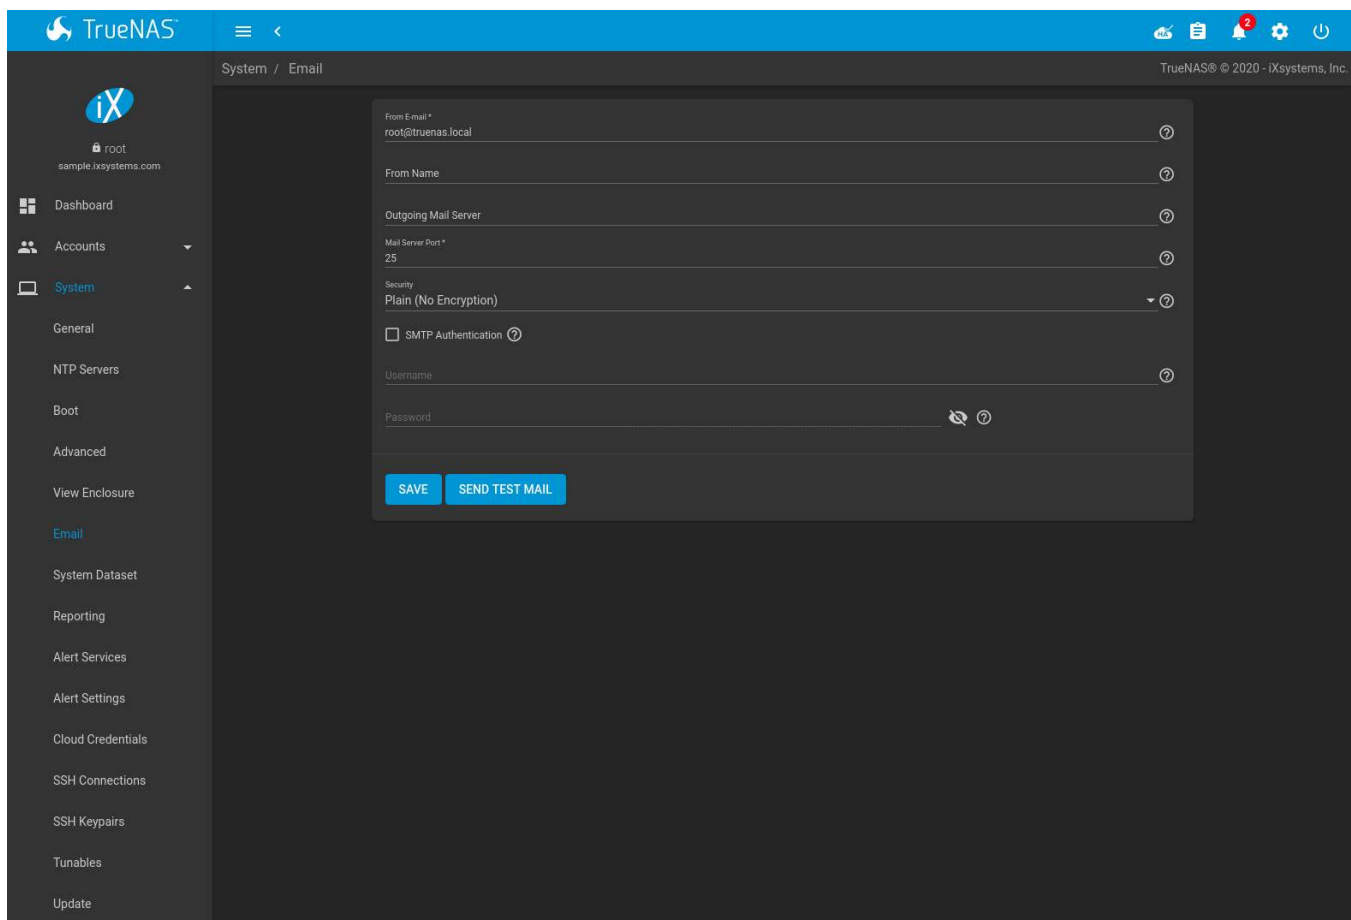 TrueNAS™
HA
2
System / Email
TrueNAS® © 2020 - iXsystems, Inc.
iX
root
sample.ixsystems.com
Dashboard
Accounts
System
General
NTP Servers
Boot
Advanced
View Enclosure
Email
System Dataset
Reporting
Alert Services
Alert Settings
Cloud Credentials
SSH Connections
SSH Keypairs
Tunables
Update
From E-mail *
root@truenas.local
From Name
Outgoing Mail Server
Mail Server Port *
25
Security
Plain (No Encryption)
SMTP Authentication
Username
Password
SAVE
SEND TEST MAIL